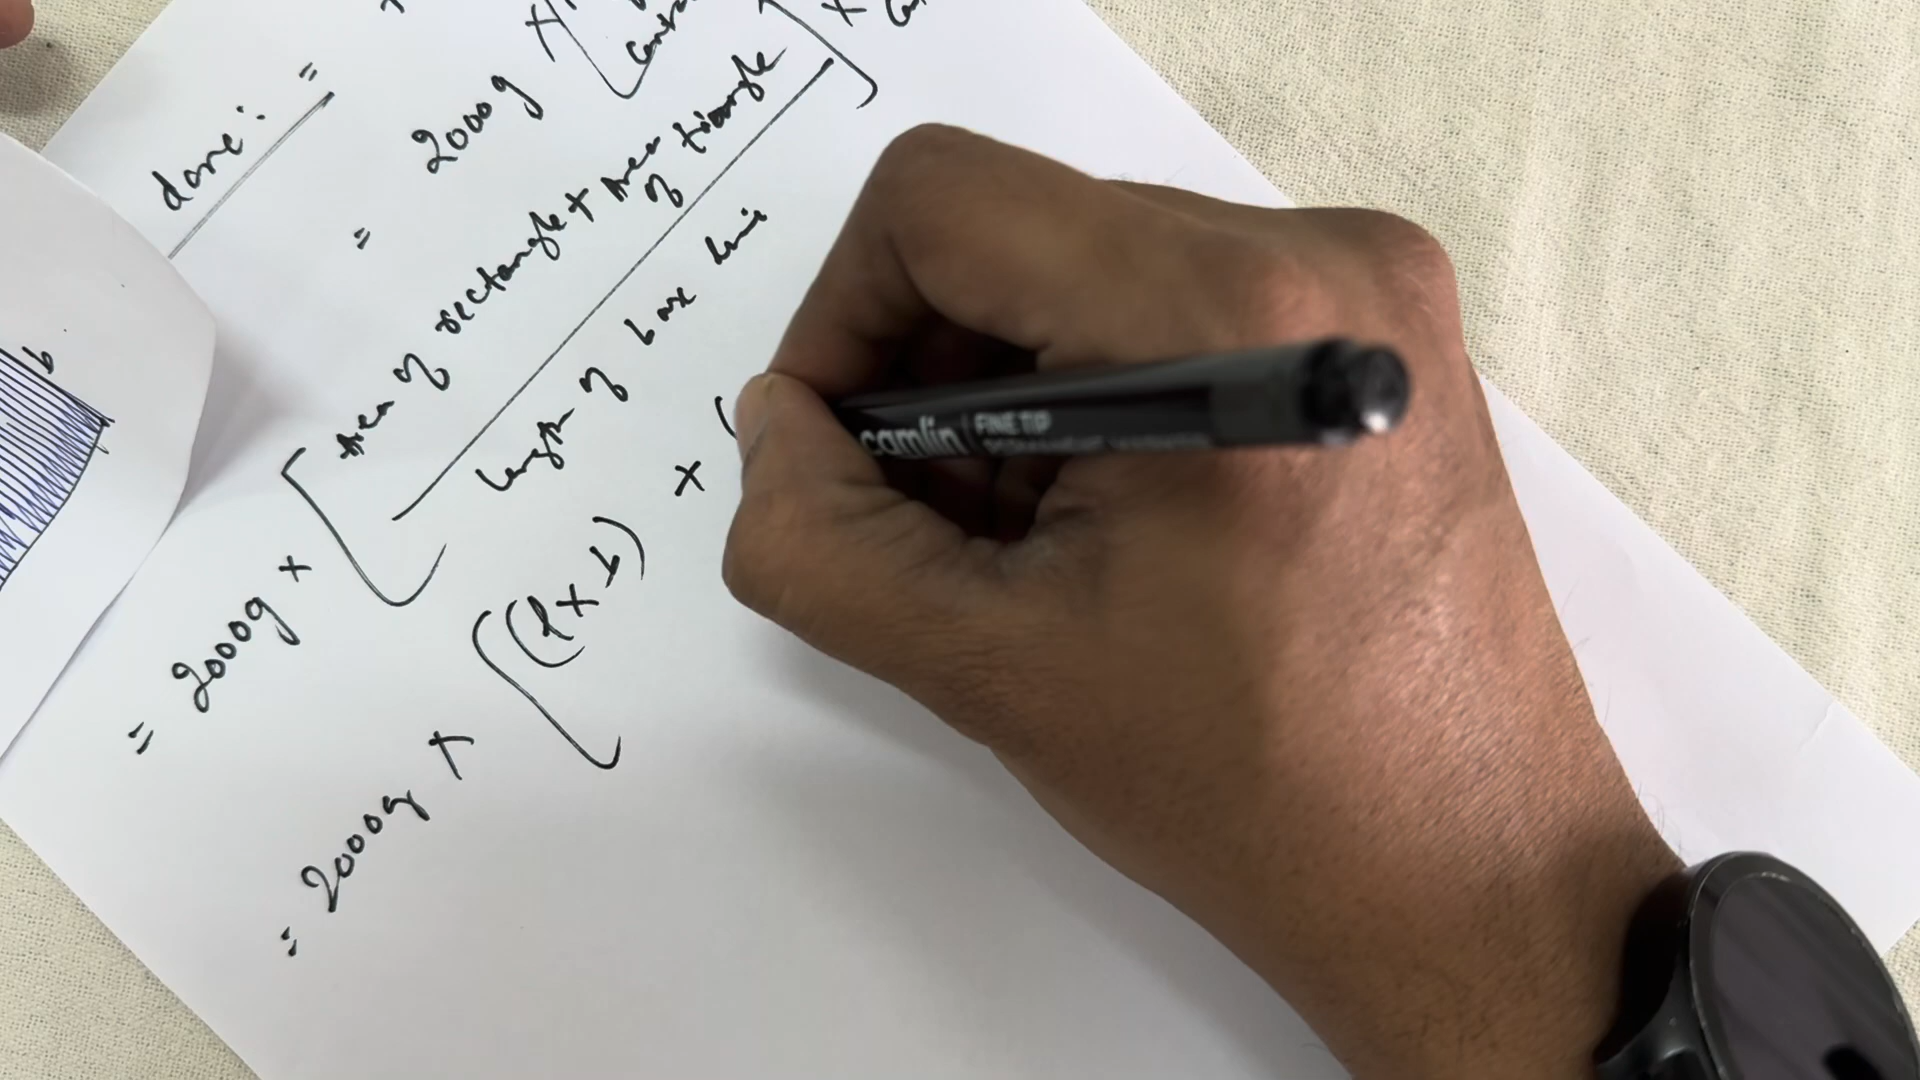 done : =
= 2000g ×
Area of rectangle + Area of triangle
Length of base line
= 2000g ×
= 2000g × [(l × b) × (
b
camlin FINE TIP